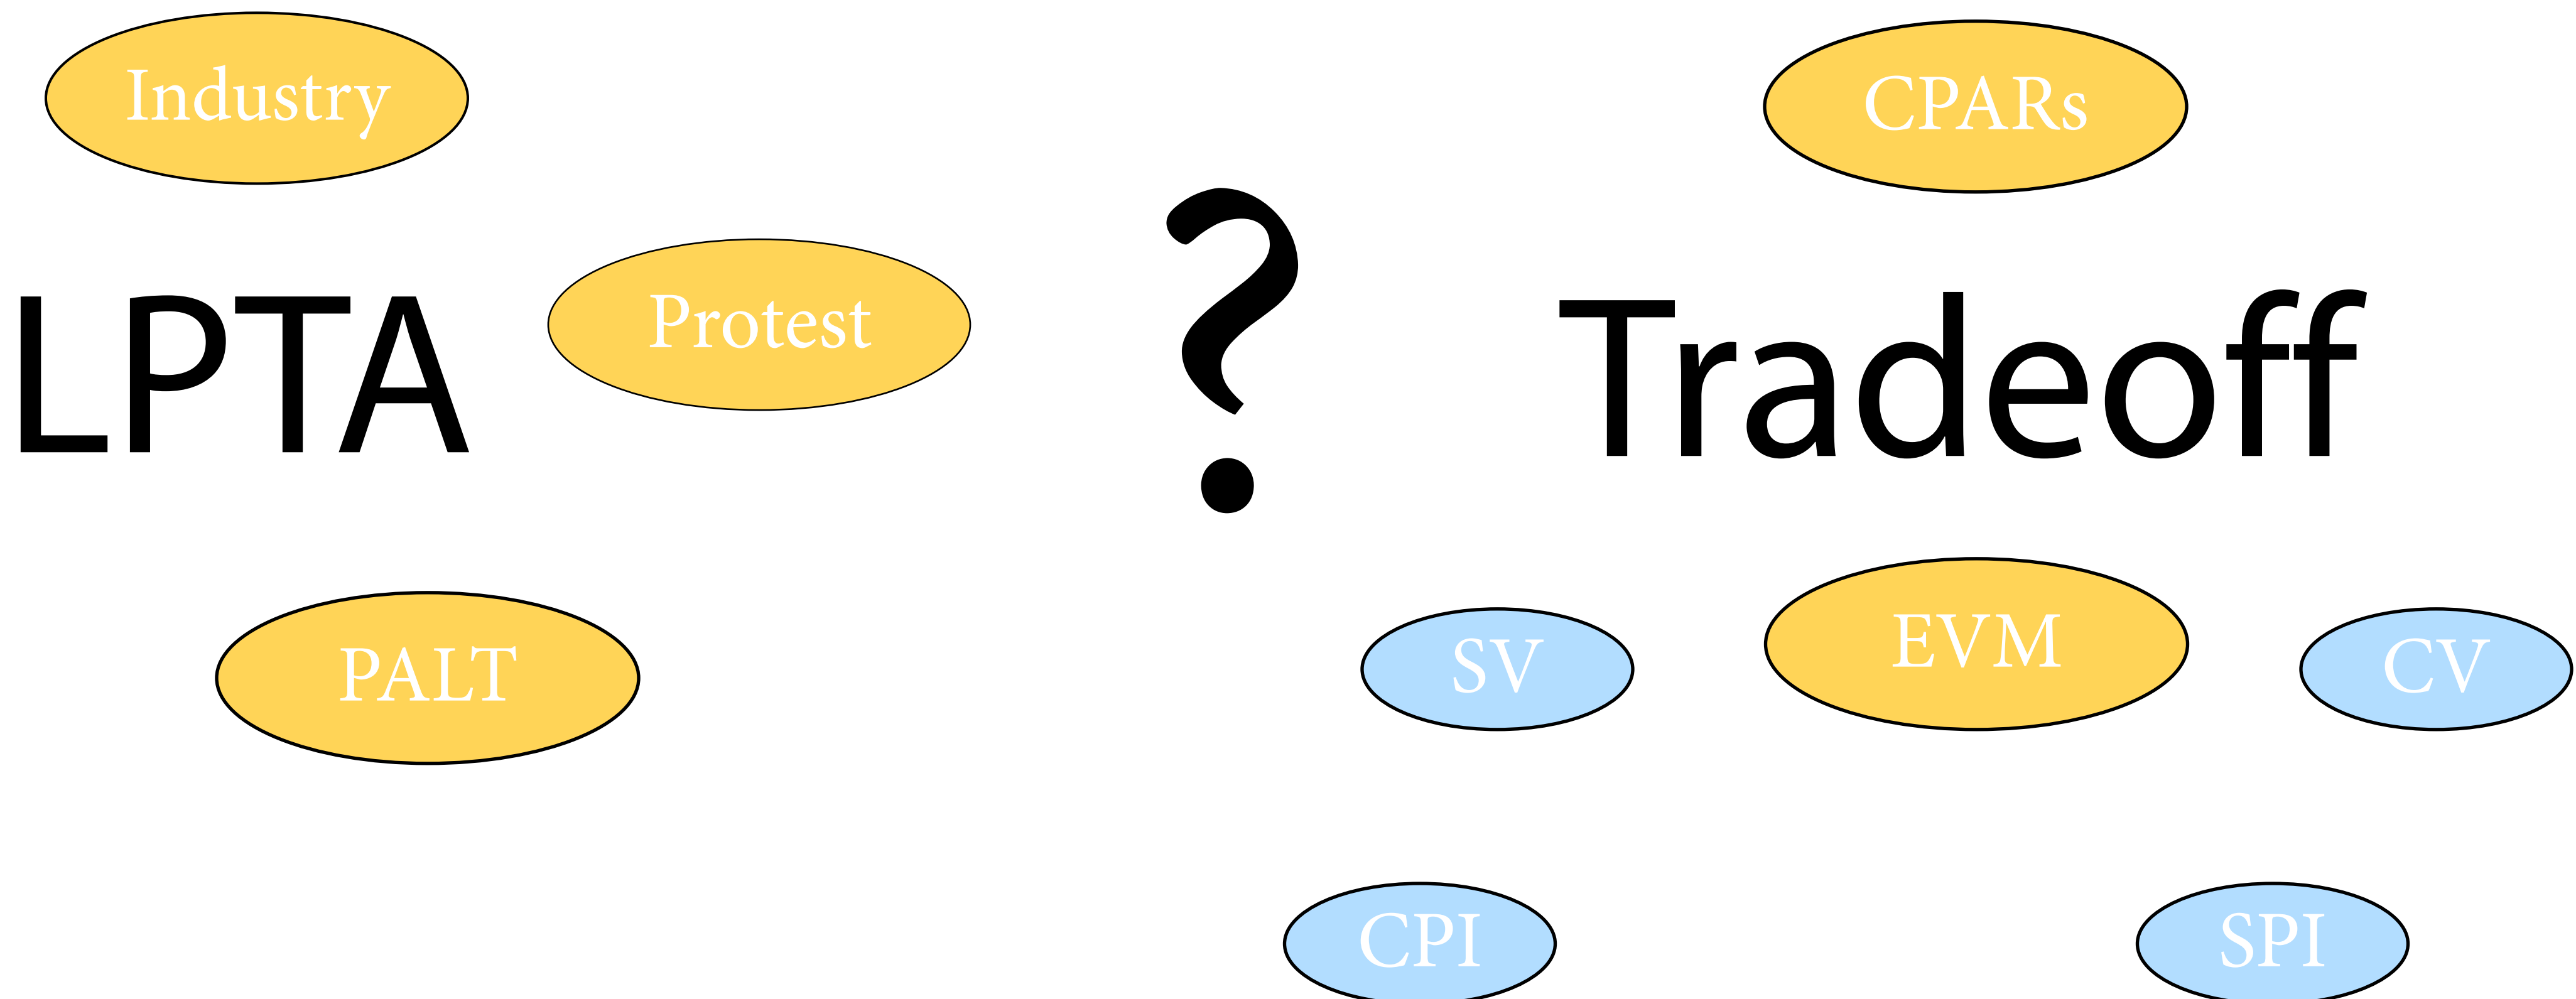 Industry
CPARs
LPTA
Protest
?
Tradeoff
PALT
SV
EVM
CV
CPI
SPI